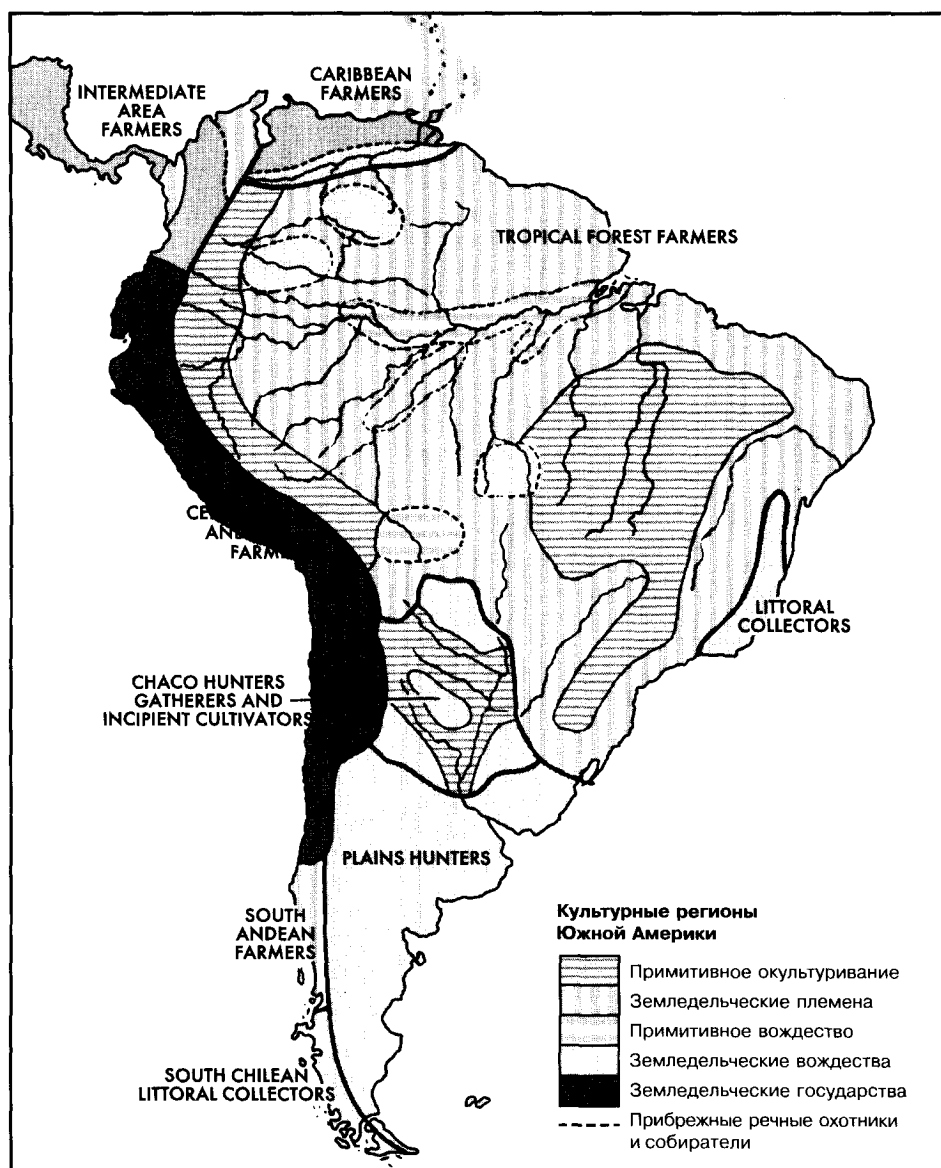 INTERMEDIATE
AREA
FARMERS
CARIBBEAN
FARMERS
TROPICAL FOREST FARMERS
LITTORAL
COLLECTORS
CHACO HUNTERS
GATHERERS AND
INCIPIENT CULTIVATORS
PLAINS HUNTERS
SOUTH
ANDEAN
FARMERS
SOUTH CHILEAN
LITTORAL COLLECTORS
Культурные регионы
Южной Америки
Примитивное окультуривание
Земледельческие племена
Примитивное вождество
Земледельческие вождества
Земледельческие государства
Прибрежные речные охотники
и собиратели